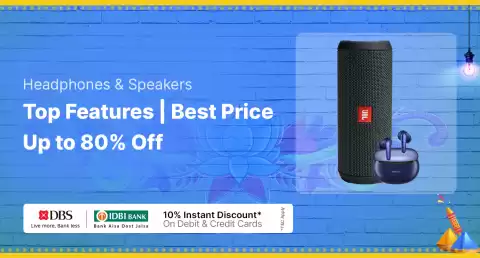 Headphones & Speakers
Top Features | Best Price
Up to 80% Off
JBL
DBS
Live more, Bank less
IDBI BANK
Bank Aisa Dost Jaisa
10% Instant Discount*
On Debit & Credit Cards
*T&C Apply